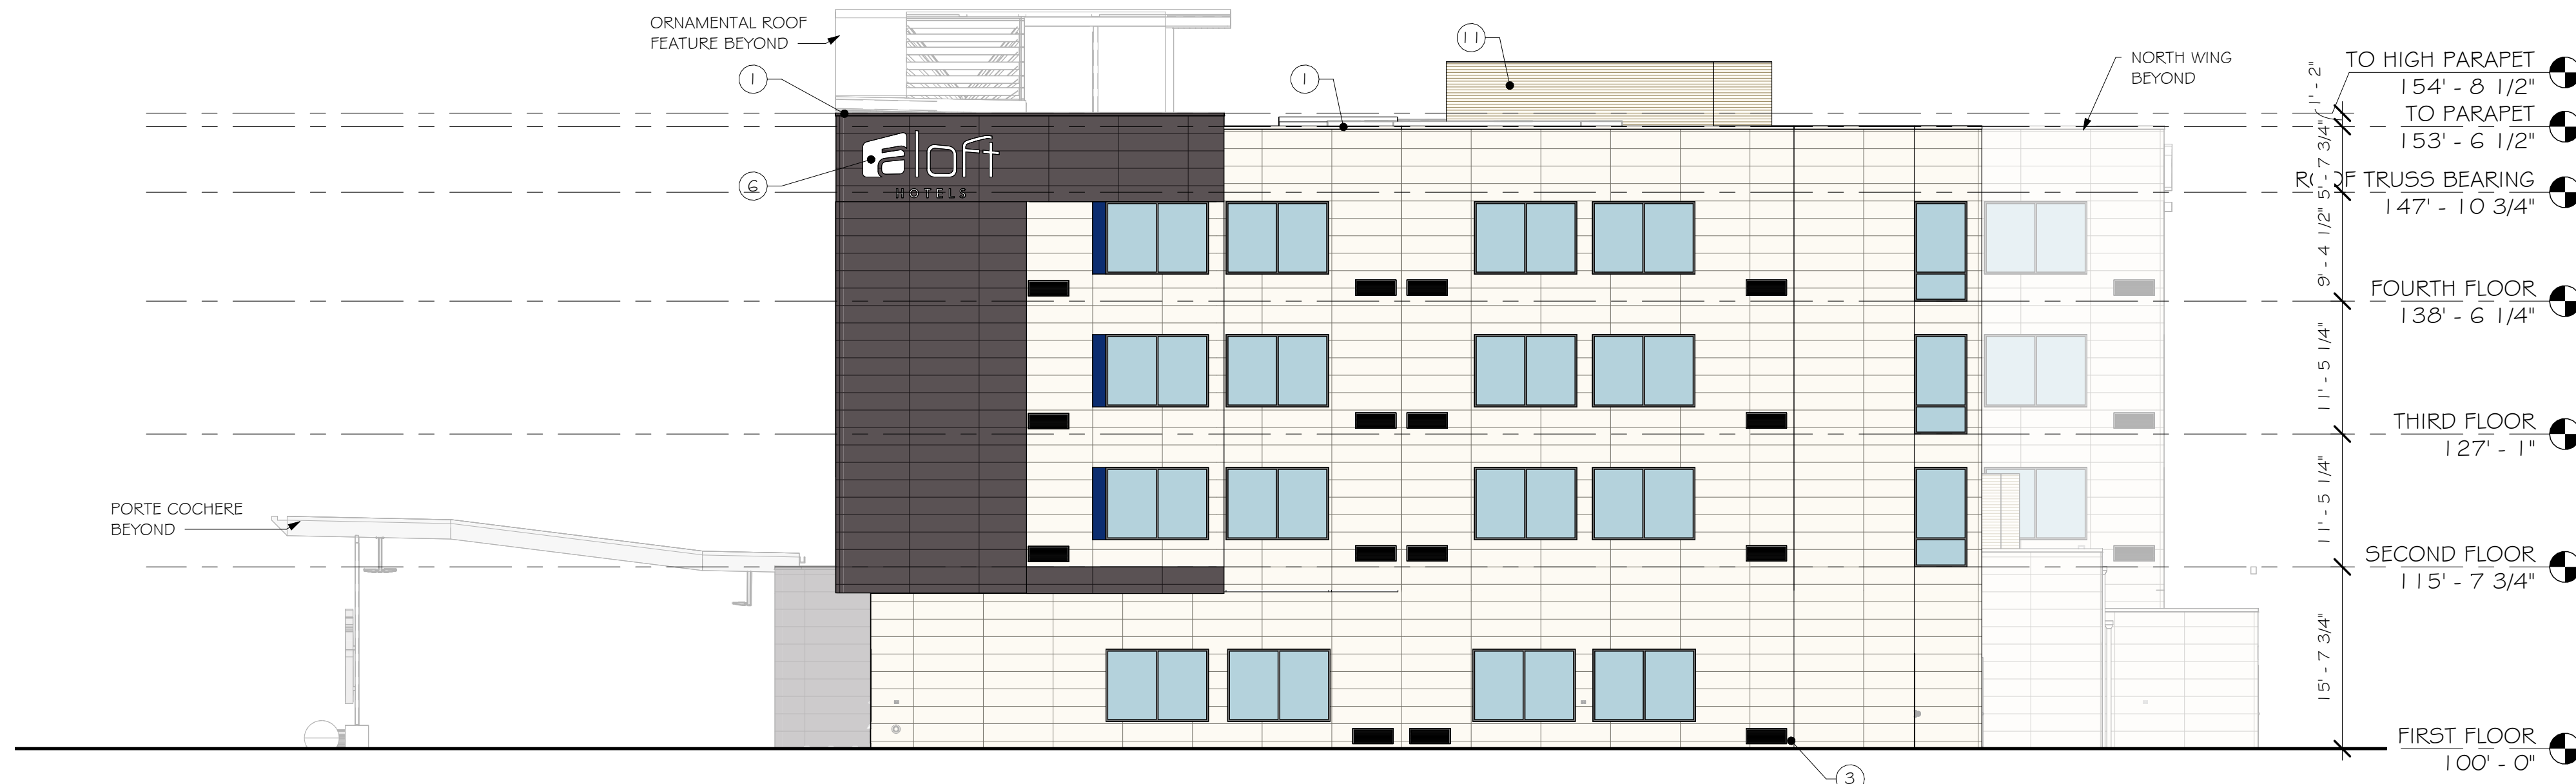 ORNAMENTAL ROOF
FEATURE BEYOND
1
1
11
NORTH WING
BEYOND
TO HIGH PARAPET
154' - 8 1/2"
TO PARAPET
153' - 6 1/2"
TRUSS BEARING
147' - 10 3/4"
FOURTH FLOOR
138' - 6 1/4"
THIRD FLOOR
127' - 1"
SECOND FLOOR
115' - 7 3/4"
FIRST FLOOR
100' - 0"
1' - 2"
5' - 7 3/4"
9' - 4 1/2"
11' - 5 1/4"
11' - 5 1/4"
15' - 7 3/4"
aloft
HOTELS
6
PORTE COCHERE
BEYOND
3